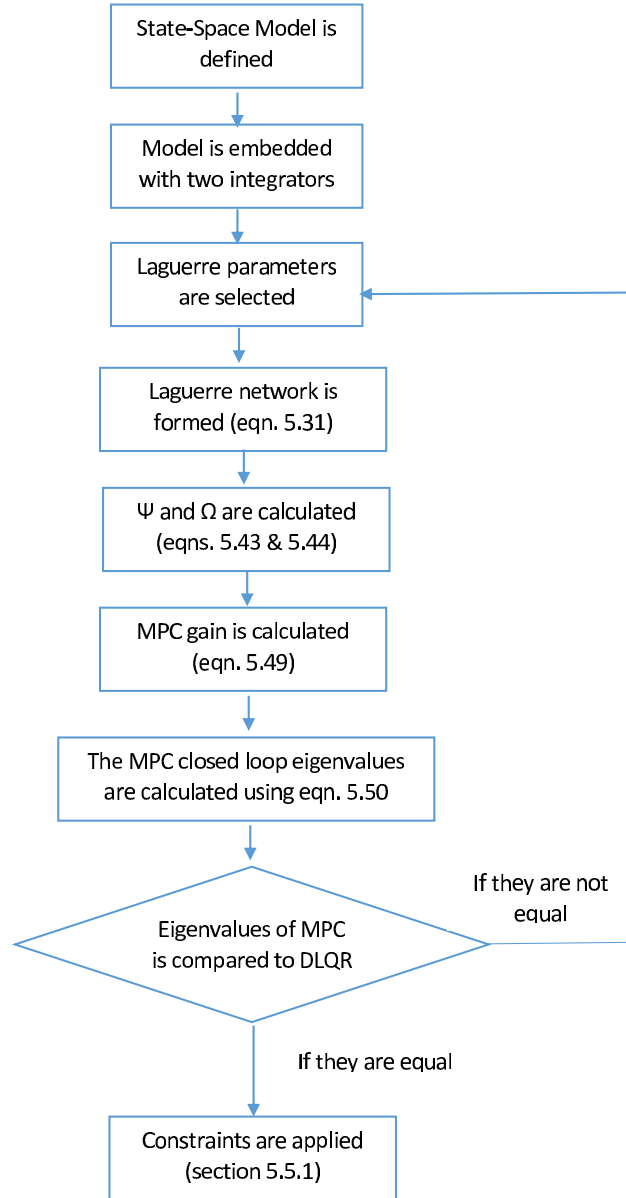 State-Space Model is
defined
Model is embedded
with two integrators
Laguerre parameters
are selected
Laguerre network is
formed (eqn. 5.31)
Ψ and Ω are calculated
(eqns. 5.43 & 5.44)
MPC gain is calculated
(eqn. 5.49)
The MPC closed loop eigenvalues
are calculated using eqn. 5.50
If they are not
equal
Eigenvalues of MPC
is compared to DLQR
If they are equal
Constraints are applied
(section 5.5.1)